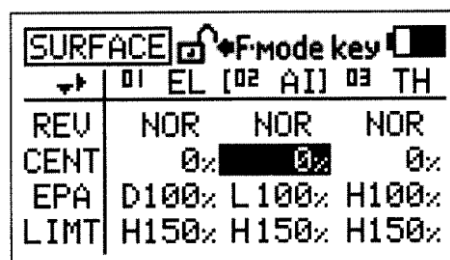 SURFACE F·Mode key
01 EL [02 AI] 03 TH
REV NOR NOR NOR
CENT 0% 0% 0%
EPA D100% L100% H100%
LIMT H150% H150% H150%